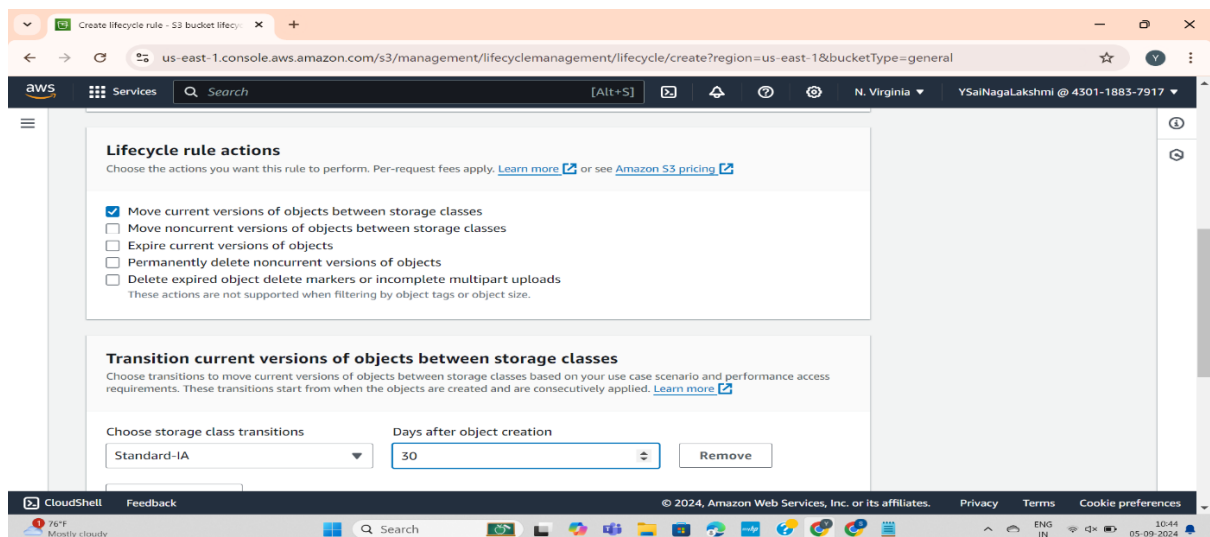 Create lifecycle rule - S3 bucket lifecyc
us-east-1.console.aws.amazon.com/s3/management/lifecyclemanagement/lifecycle/create?region=us-east-1&bucketType=general
Y
aws
Services
Search
[Alt+S]
N. Virginia
YSaiNagaLakshmi @ 4301-1883-7917
Lifecycle rule actions
Choose the actions you want this rule to perform. Per-request fees apply. Learn more or see Amazon S3 pricing
Move current versions of objects between storage classes
Move noncurrent versions of objects between storage classes
Expire current versions of objects
Permanently delete noncurrent versions of objects
Delete expired object delete markers or incomplete multipart uploads
These actions are not supported when filtering by object tags or object size.
Transition current versions of objects between storage classes
Choose transitions to move current versions of objects between storage classes based on your use case scenario and performance access
requirements. These transitions start from when the objects are created and are consecutively applied. Learn more
Choose storage class transitions
Days after object creation
Standard-IA
30
Remove
CloudShell
Feedback
© 2024, Amazon Web Services, Inc. or its affiliates.
Privacy
Terms
Cookie preferences
1
76°F
Mostly cloudy
Search
ENG
IN
10:44
05-09-2024